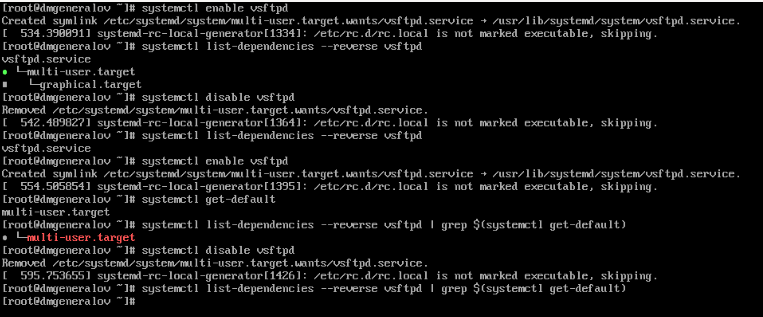 [root@dmgeneralov ~]# systemctl enable vsftpd
Created symlink /etc/systemd/system/multi-user.target.wants/vsftpd.service → /usr/lib/systemd/system/vsftpd.service.
[  534.390091] systemd-rc-local-generator[1334]: /etc/rc.d/rc.local is not marked executable, skipping.
[root@dmgeneralov ~]# systemctl list-dependencies --reverse vsftpd
vsftpd.service
● └─multi-user.target
■   └─graphical.target
[root@dmgeneralov ~]# systemctl disable vsftpd
Removed /etc/systemd/system/multi-user.target.wants/vsftpd.service.
[  542.489827] systemd-rc-local-generator[1364]: /etc/rc.d/rc.local is not marked executable, skipping.
[root@dmgeneralov ~]# systemctl list-dependencies --reverse vsftpd
vsftpd.service
[root@dmgeneralov ~]# systemctl enable vsftpd
Created symlink /etc/systemd/system/multi-user.target.wants/vsftpd.service → /usr/lib/systemd/system/vsftpd.service.
[  554.505054] systemd-rc-local-generator[1395]: /etc/rc.d/rc.local is not marked executable, skipping.
[root@dmgeneralov ~]# systemctl get-default
multi-user.target
[root@dmgeneralov ~]# systemctl list-dependencies --reverse vsftpd | grep $(systemctl get-default)
● └─multi-user.target
[root@dmgeneralov ~]# systemctl disable vsftpd
Removed /etc/systemd/system/multi-user.target.wants/vsftpd.service.
[  595.753655] systemd-rc-local-generator[1426]: /etc/rc.d/rc.local is not marked executable, skipping.
[root@dmgeneralov ~]# systemctl list-dependencies --reverse vsftpd | grep $(systemctl get-default)
[root@dmgeneralov ~]#